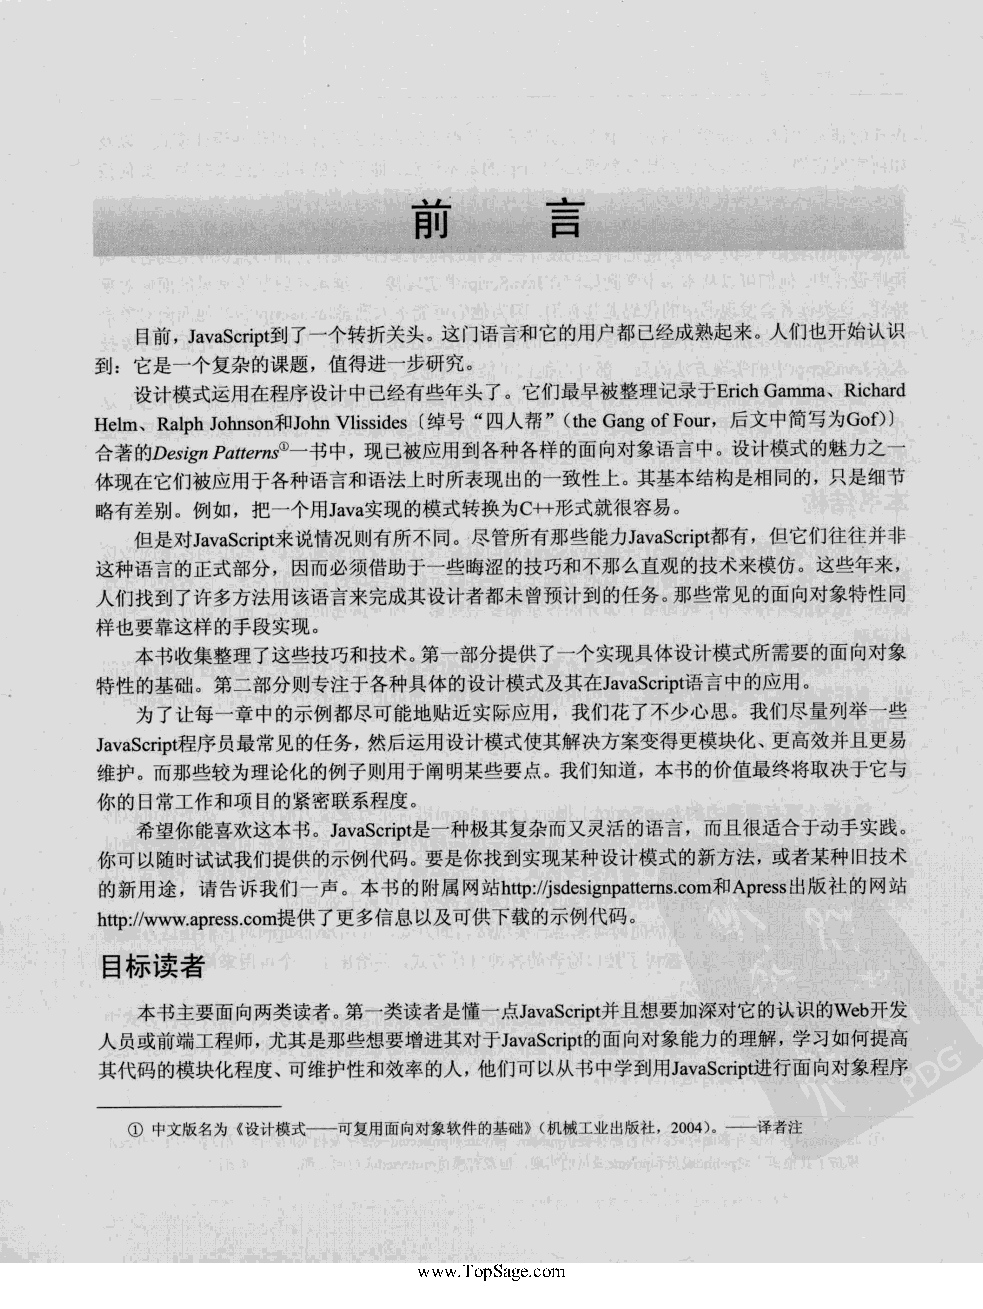 前 言
目前，JavaScript到了一个转折关头。这门语言和它的用户都已经成熟起来。人们也开始认识
到：它是一个复杂的课题，值得进一步研究。
设计模式运用在程序设计中已经有些年头了。它们最早被整理记录于Erich Gamma、Richard
Helm、Ralph Johnson和John Vlissides〔绰号“四人帮”（the Gang of Four，后文中简写为Gof）〕
合著的Design Patterns①一书中，现已被应用到各种各样的面向对象语言中。设计模式的魅力之一
体现在它们被应用于各种语言和语法上时所表现出的一致性上。其基本结构是相同的，只是细节
略有差别。例如，把一个用Java实现的模式转换为C++形式就很容易。
但是对JavaScript来说情况则有所不同。尽管所有那些能力JavaScript都有，但它们往往并非
这种语言的正式部分，因而必须借助于一些晦涩的技巧和不那么直观的技术来模仿。这些年来，
人们找到了许多方法用该语言来完成其设计者都未曾预计到的任务。那些常见的面向对象特性同
样也要靠这样的手段实现。
本书收集整理了这些技巧和技术。第一部分提供了一个实现具体设计模式所需要的面向对象
特性的基础。第二部分则专注于各种具体的设计模式及其在JavaScript语言中的应用。
为了让每一章中的示例都尽可能地贴近实际应用，我们花了不少心思。我们尽量列举一些
JavaScript程序员最常见的任务，然后运用设计模式使其解决方案变得更模块化、更高效并且更易
维护。而那些较为理论化的例子则用于阐明某些要点。我们知道，本书的价值最终将取决于它与
你的日常工作和项目的紧密联系程度。
希望你能喜欢这本书。JavaScript是一种极其复杂而又灵活的语言，而且很适合于动手实践。
你可以随时试试我们提供的示例代码。要是你找到实现某种设计模式的新方法，或者某种旧技术
的新用途，请告诉我们一声。本书的附属网站http://jsdesignpatterns.com和Apress出版社的网站
http://www.apress.com提供了更多信息以及可供下载的示例代码。
目标读者
本书主要面向两类读者。第一类读者是懂一点JavaScript并且想要加深对它的认识的Web开发
人员或前端工程师，尤其是那些想要增进其对于JavaScript的面向对象能力的理解，学习如何提高
其代码的模块化程度、可维护性和效率的人，他们可以从书中学到用JavaScript进行面向对象程序
① 中文版名为《设计模式——可复用面向对象软件的基础》（机械工业出版社，2004）。——译者注
PDG
www.TopSage.com